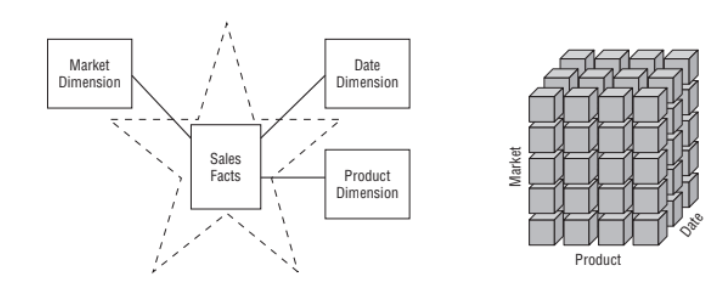 Market
Dimension
Date
Dimension
Sales
Facts
Product
Dimension
Market
Product
Date